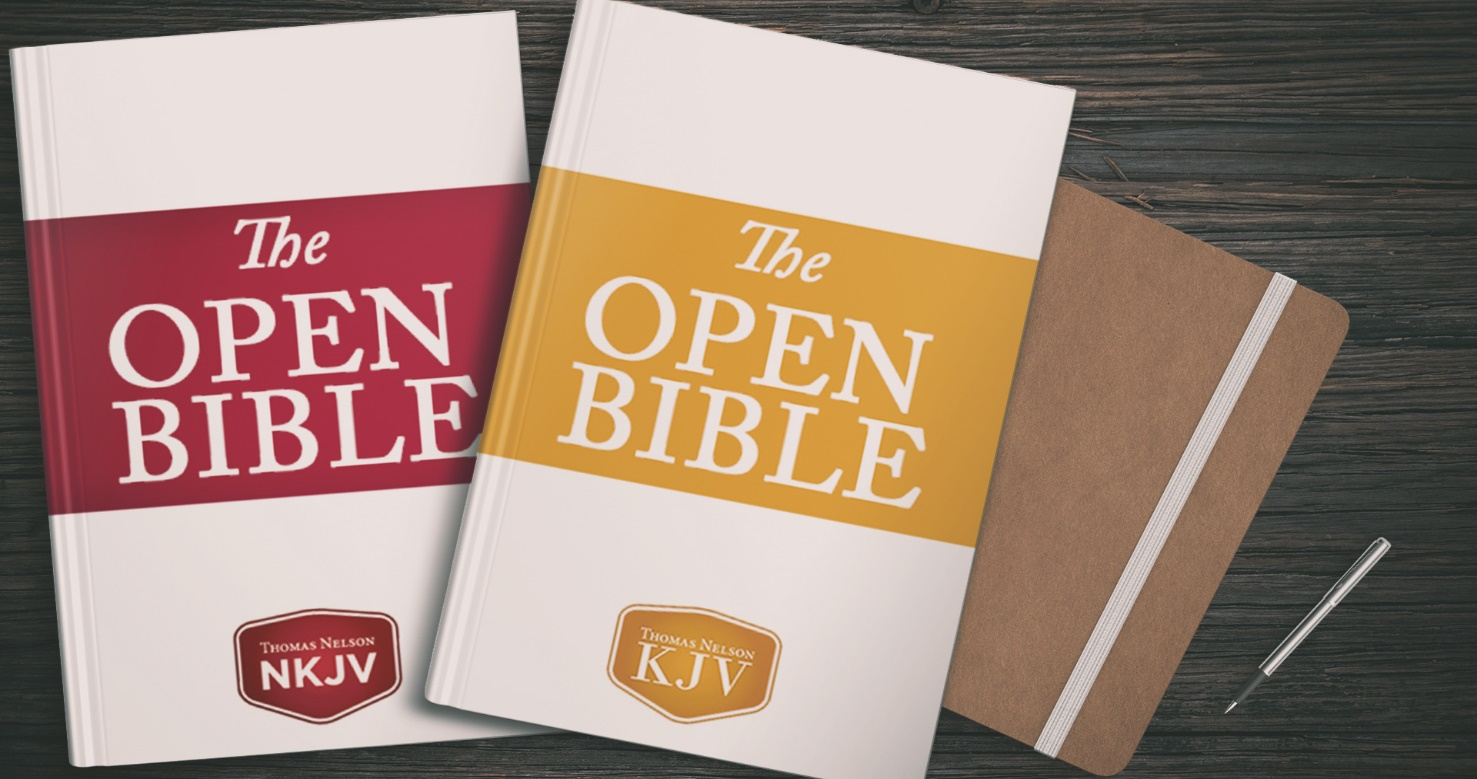 The
OPEN
BIBLE
THOMAS NELSON
NKJV
The
OPEN
BIBLE
THOMAS NELSON
KJV